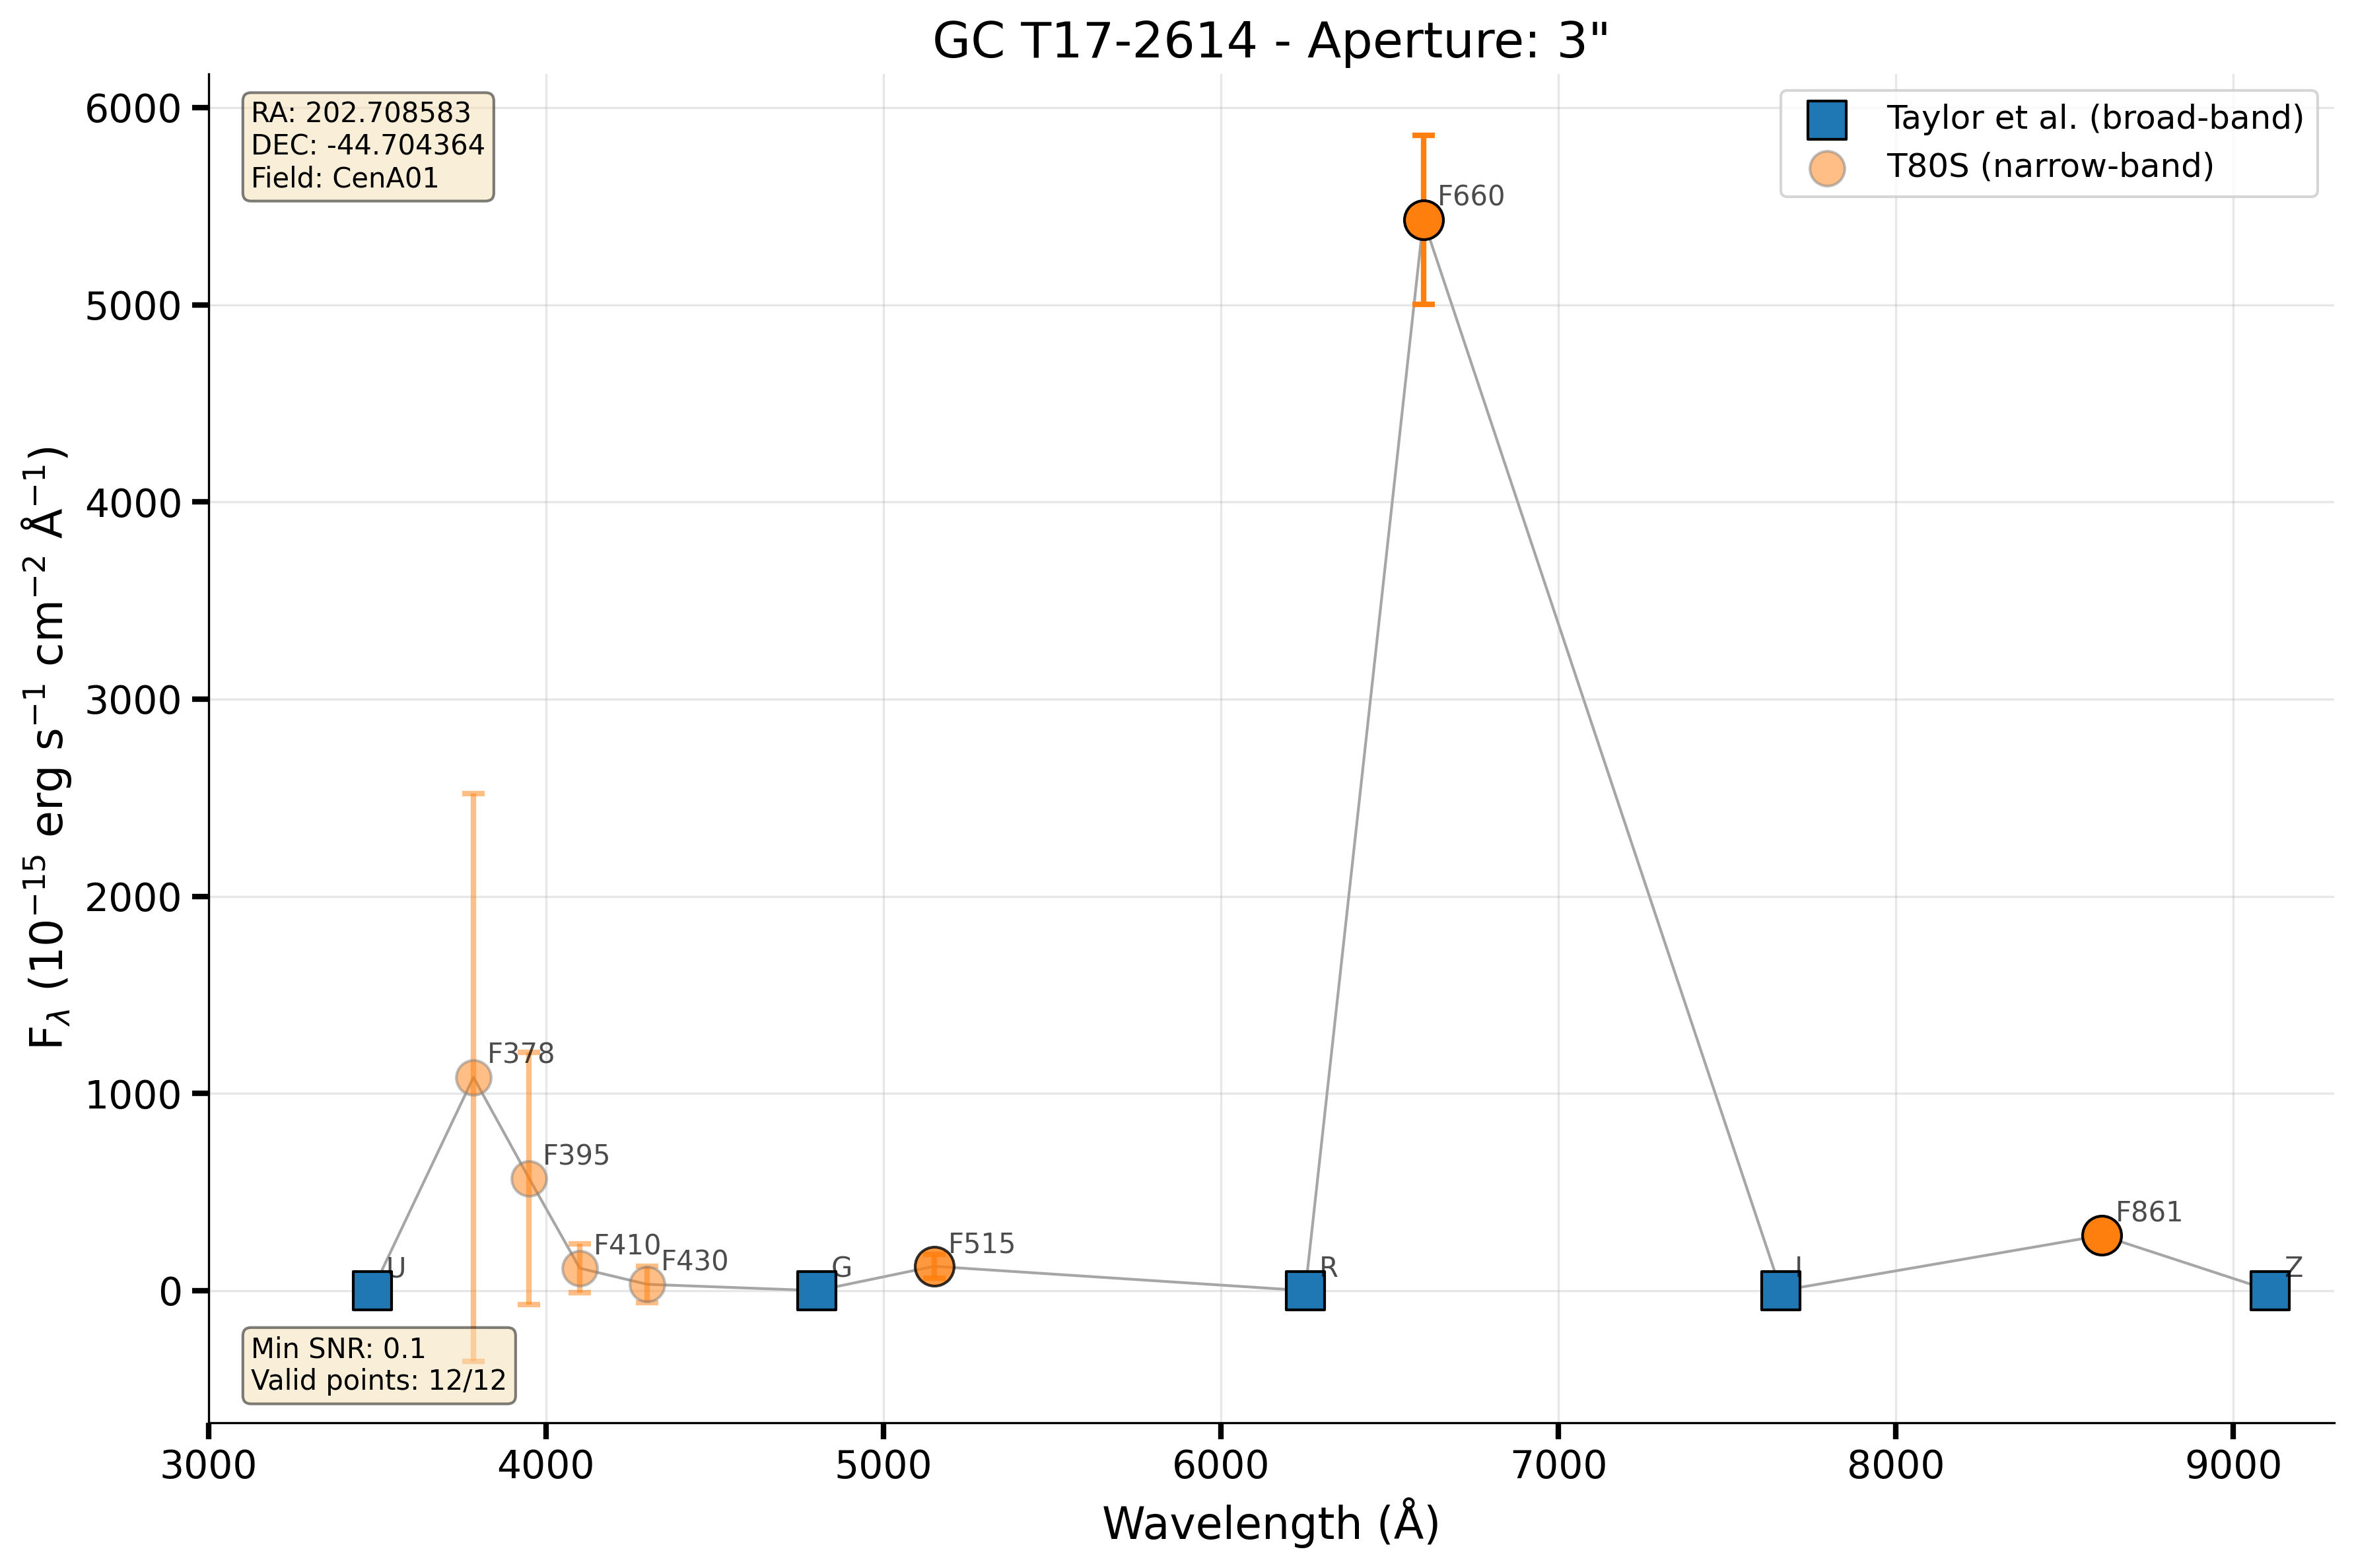 GC T17-2614 - Aperture: 3"
RA: 202.708583
DEC: -44.704364
Field: CenA01
Taylor et al. (broad-band)
T80S (narrow-band)
F660
F378
F395
F410
F430
F515
F861
U
G
R
I
Z
Min SNR: 0.1
Valid points: 12/12
6000
5000
4000
3000
2000
1000
0
3000 4000 5000 6000 7000 8000 9000
Wavelength (Å)
Fλ (10⁻¹⁵ erg s⁻¹ cm⁻² Å⁻¹)